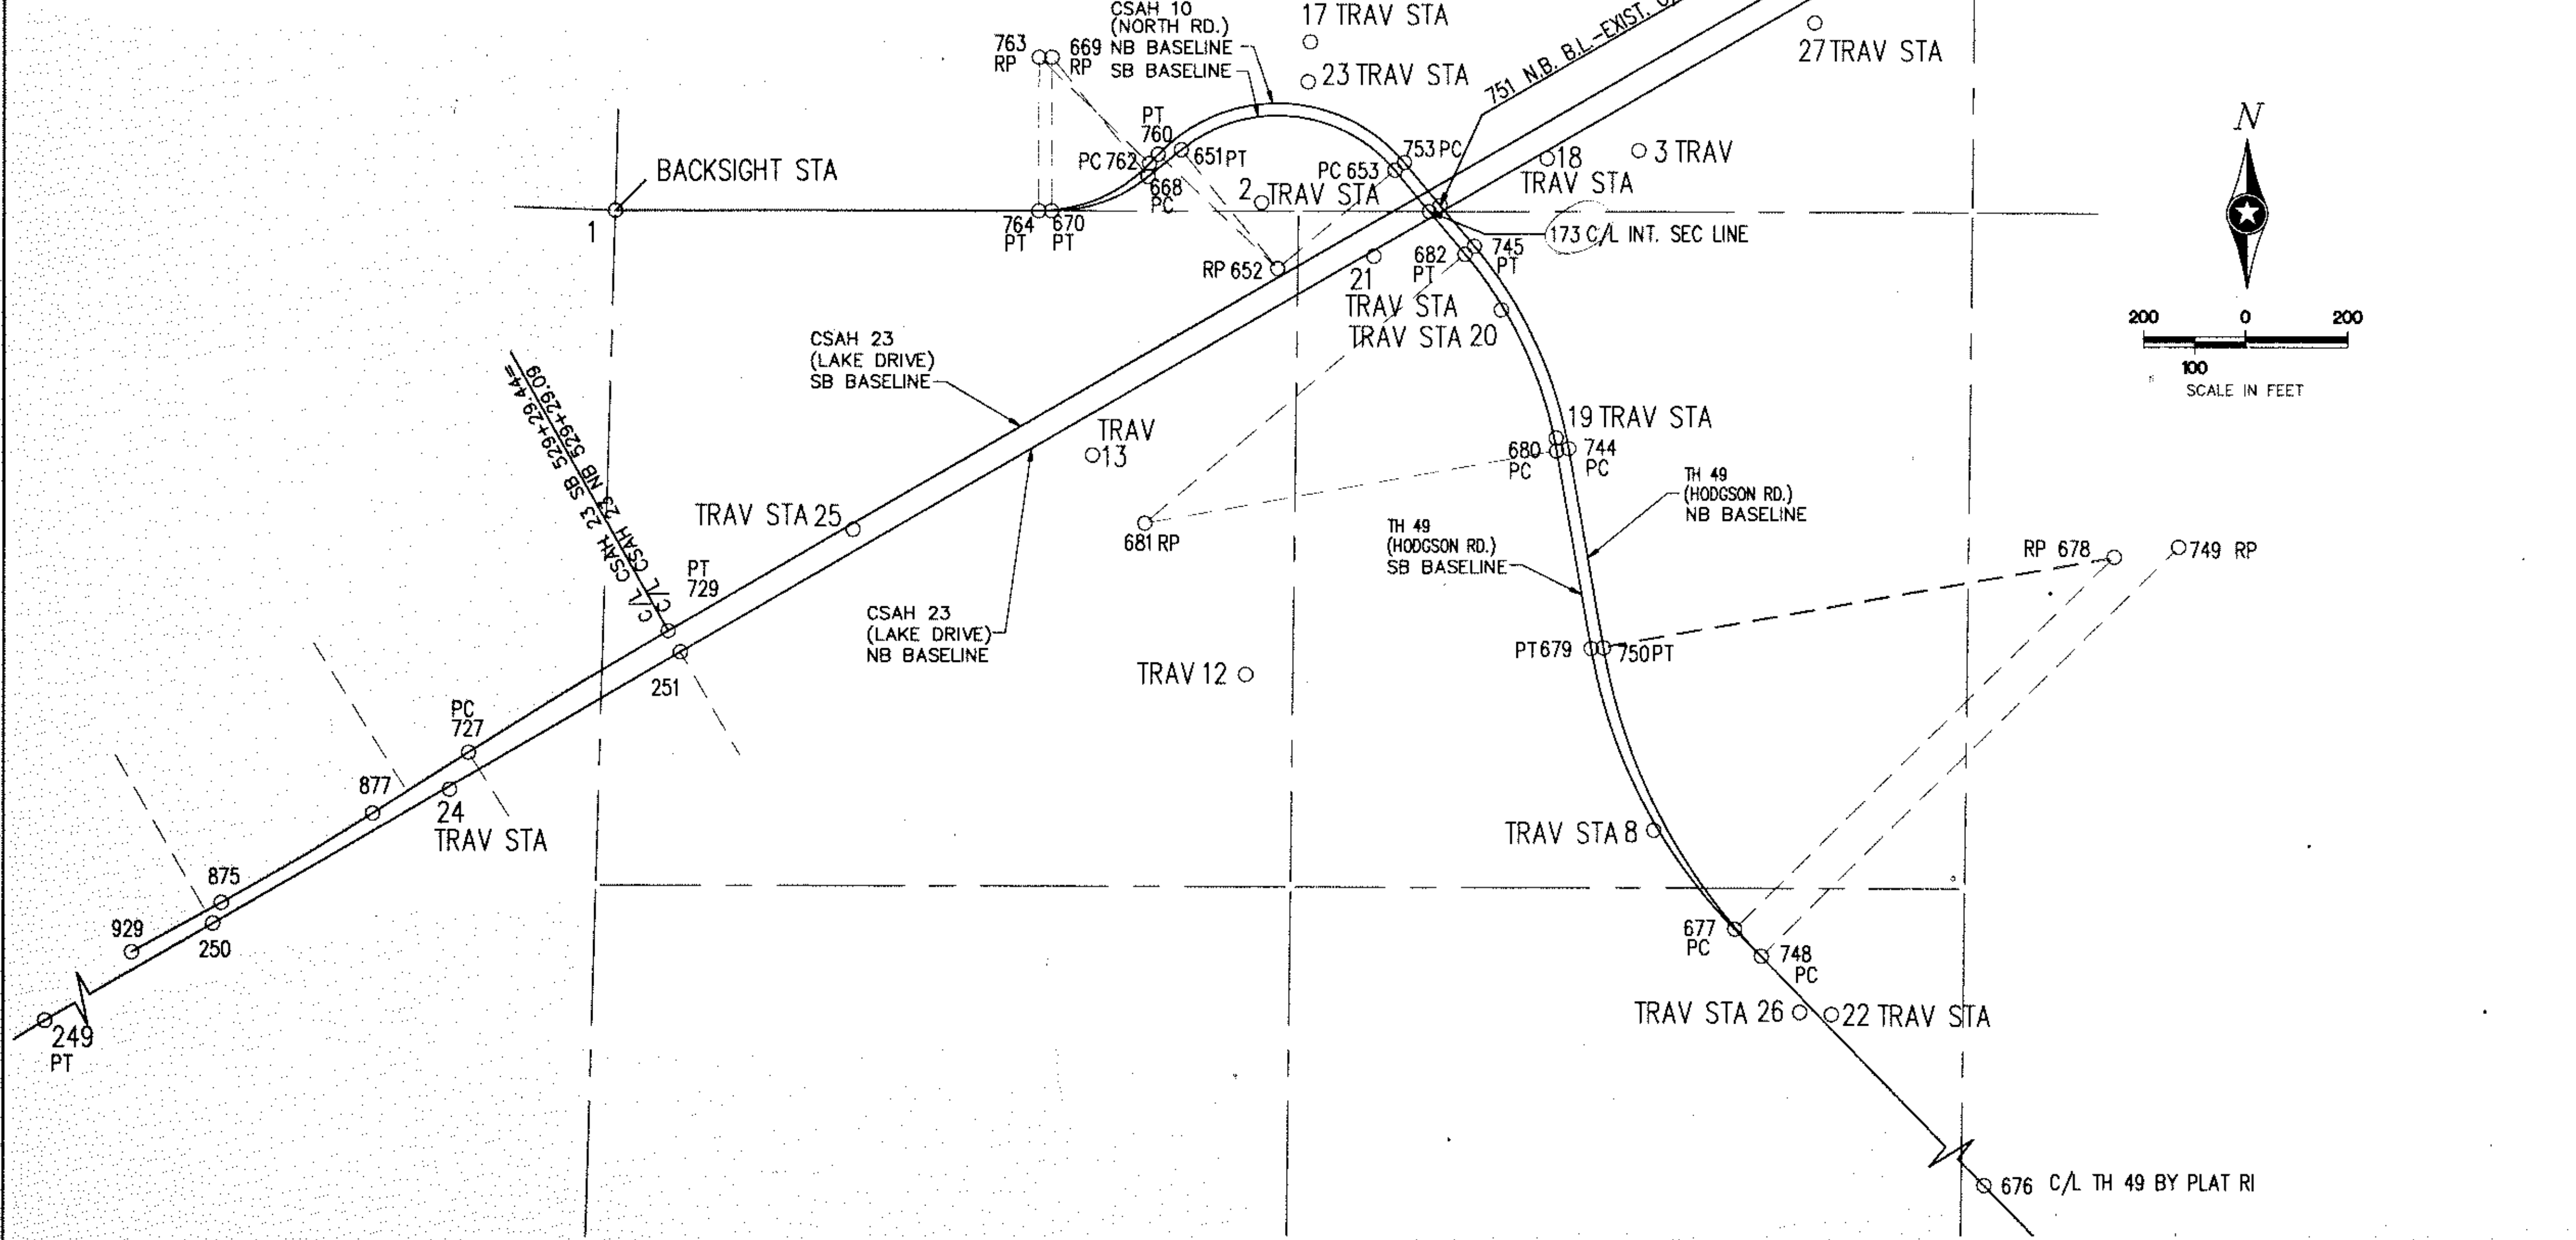 CSAH 10
(NORTH RD.)
NB BASELINE
SB BASELINE
17 TRAV STA
23 TRAV STA
763
RP
669
RP
751 N.B. B.L.-EXIST.
27 TRAV STA
N
PT
760
PC 762
651 PT
668
PC
753 PC
PC 653
18
TRAV STA
3 TRAV
BACKSIGHT STA
1
2 TRAV STA
764
PT
670
PT
173 C/L INT. SEC LINE
RP 652
21
TRAV STA
682
PT
745
PT
TRAV STA 20
200 0 200
100
SCALE IN FEET
CSAH 23
(LAKE DRIVE)
SB BASELINE
C/L CSAH 23 SB 529+29.44=
C/L CSAH 23 NB 529+29.09
TRAV
13
19 TRAV STA
680
PC
744
PC
TH 49
(HODGSON RD.)
NB BASELINE
TRAV STA 25
681 RP
TH 49
(HODGSON RD.)
SB BASELINE
RP 678
749 RP
PT
729
CSAH 23
(LAKE DRIVE)
NB BASELINE
PT 679
750 PT
251
TRAV 12
PC
727
877
24
TRAV STA
TRAV STA 8
875
929
250
677
PC
748
PC
249
PT
TRAV STA 26
22 TRAV STA
676 C/L TH 49 BY PLAT RI